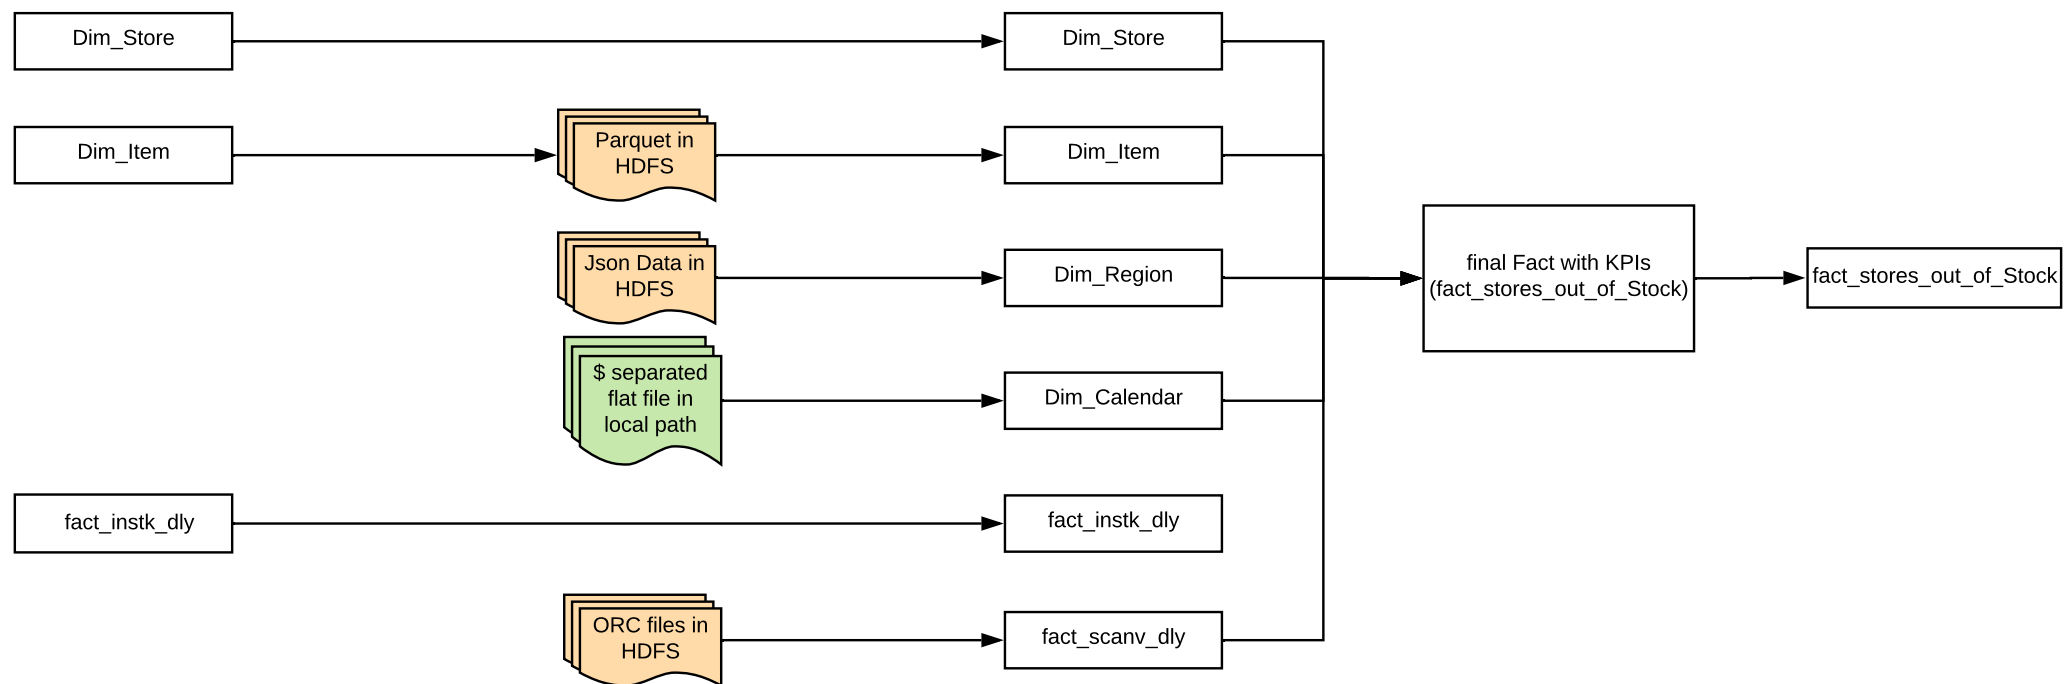 Dim_Store
Dim_Store
Dim_Item
Parquet in
HDFS
Dim_Item
Json Data in
HDFS
Dim_Region
final Fact with KPIs
(fact_stores_out_of_Stock)
fact_stores_out_of_Stock
$ separated
flat file in
local path
Dim_Calendar
fact_instk_dly
fact_instk_dly
ORC files in
HDFS
fact_scanv_dly